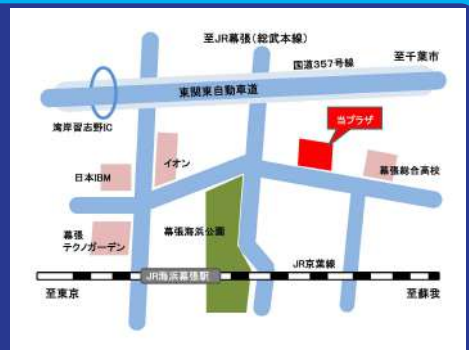 至JR幕張(総武本線)
国道357号線
至千葉市
東関東自動車道
湾岸習志野IC
当プラザ
イオン
日本IBM
幕張総合高校
幕張
テクノガーデン
幕張海浜公園
JR京葉線
JR海浜幕張駅
至東京
至蘇我